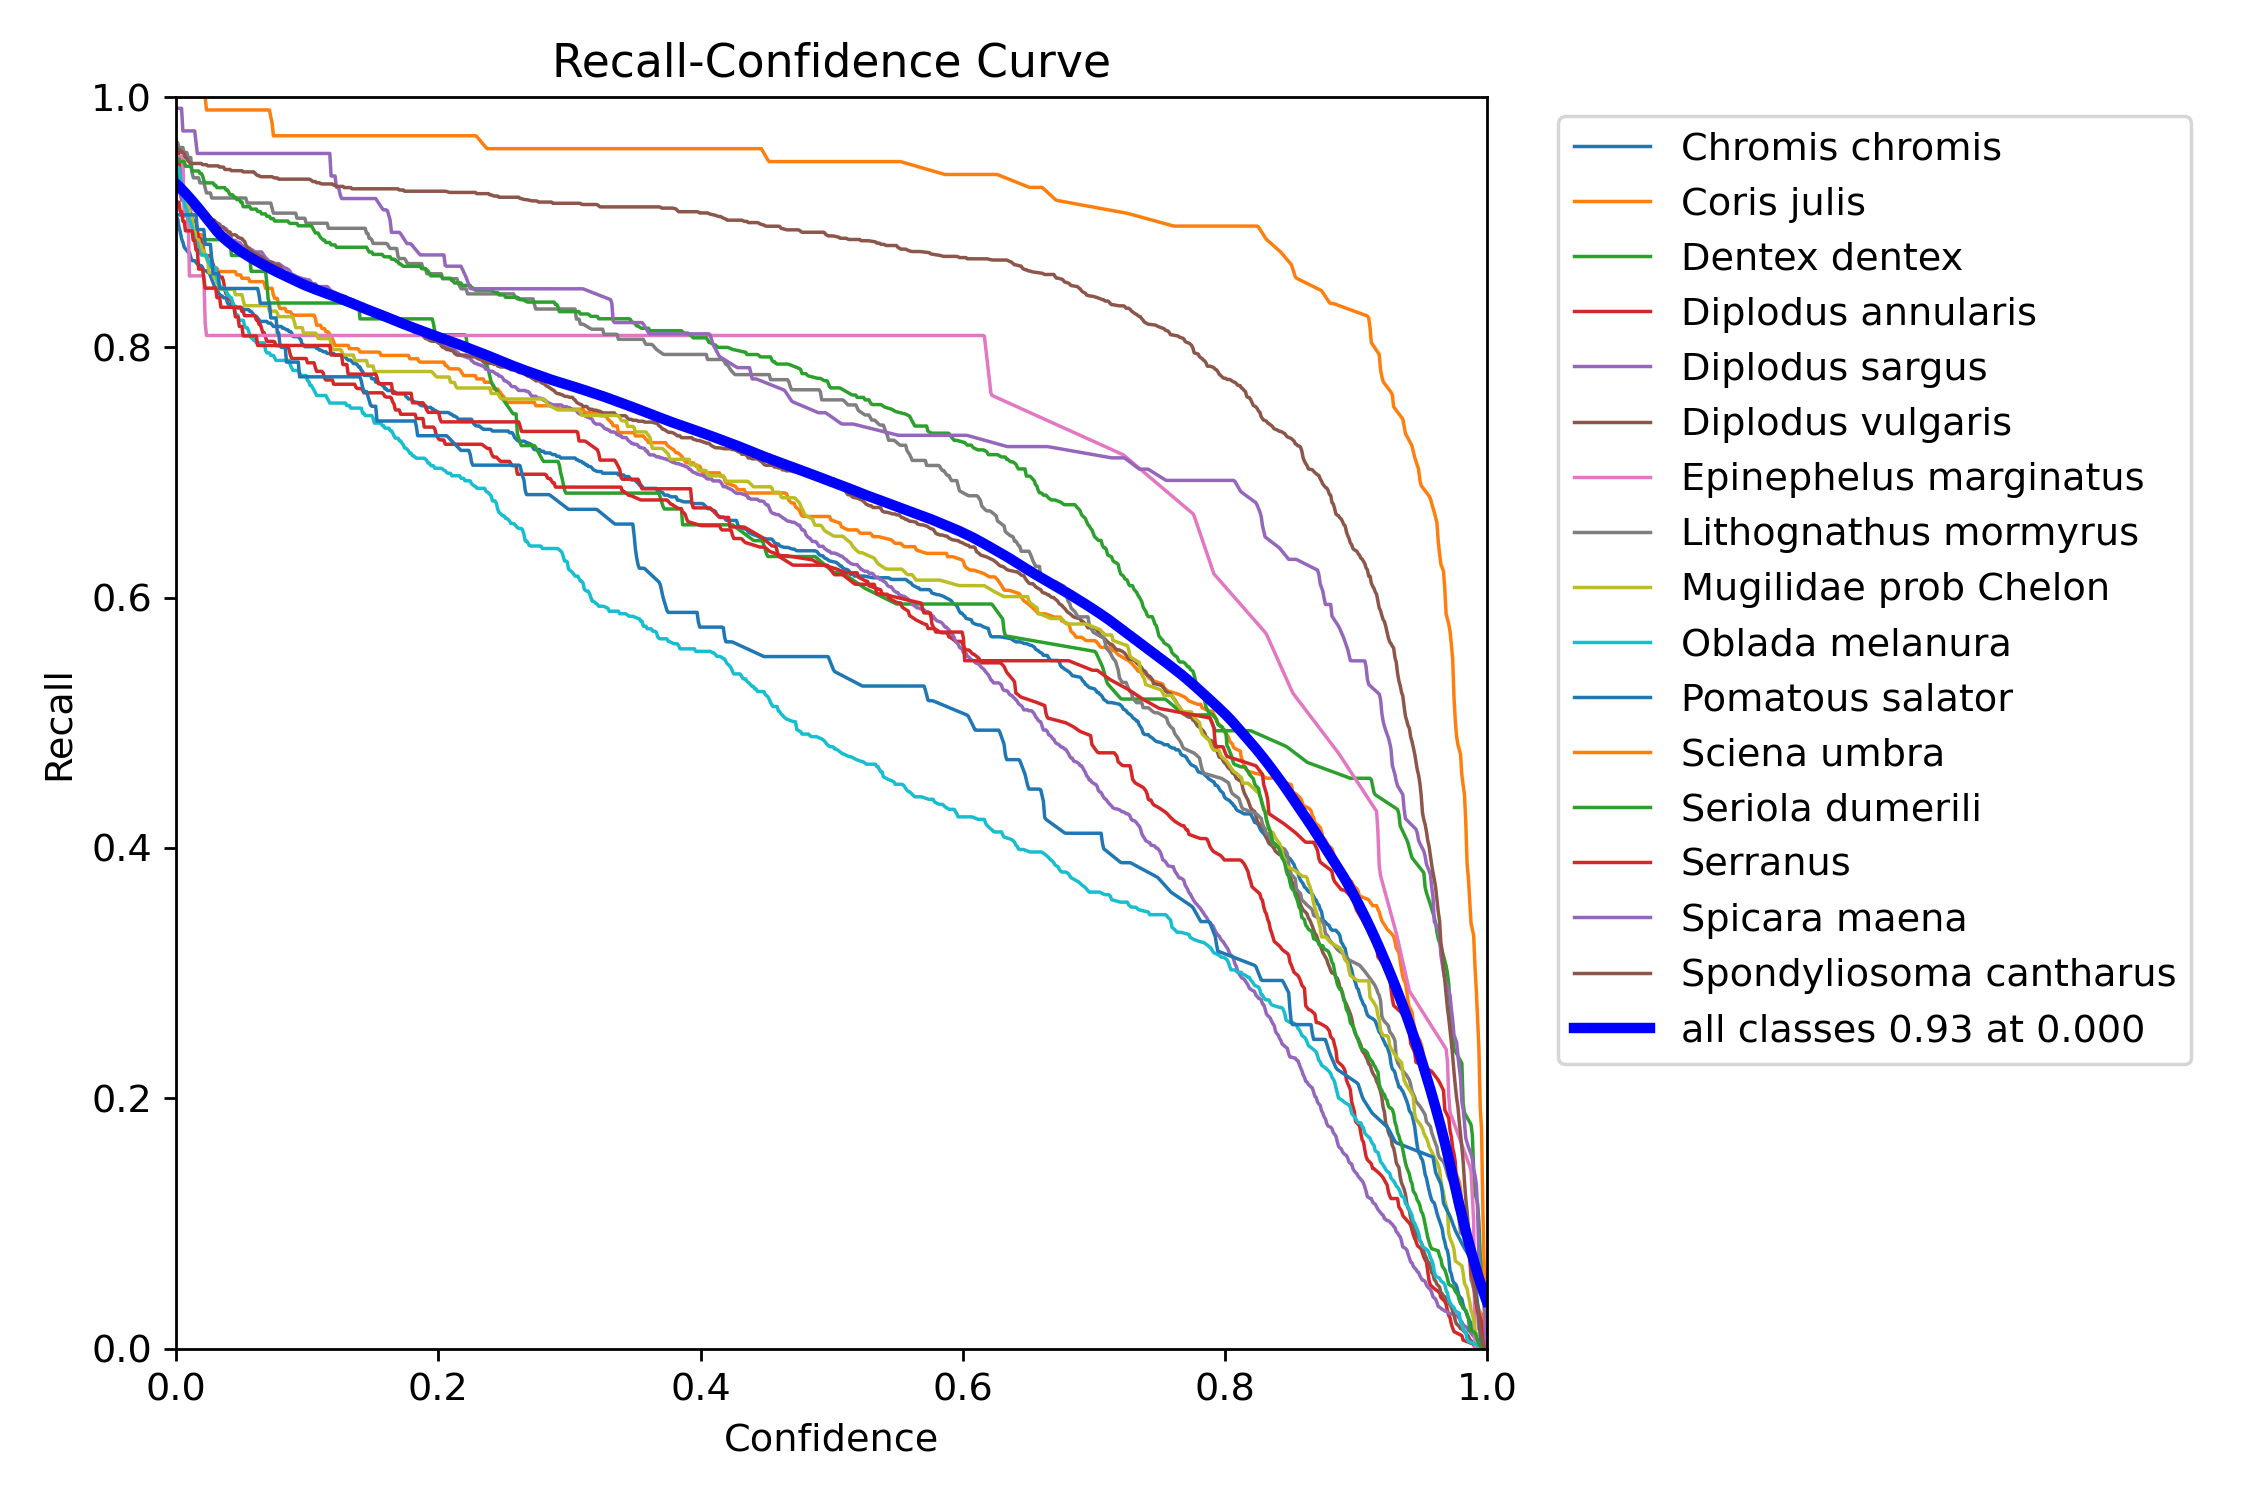 Recall-Confidence Curve
1.0
0.8
0.6
0.4
0.2
0.0
Recall
0.0 0.2 0.4 0.6 0.8 1.0
Confidence
Chromis chromis
Coris julis
Dentex dentex
Diplodus annularis
Diplodus sargus
Diplodus vulgaris
Epinephelus marginatus
Lithognathus mormyrus
Mugilidae prob Chelon
Oblada melanura
Pomatous salator
Sciena umbra
Seriola dumerili
Serranus
Spicara maena
Spondyliosoma cantharus
all classes 0.93 at 0.000